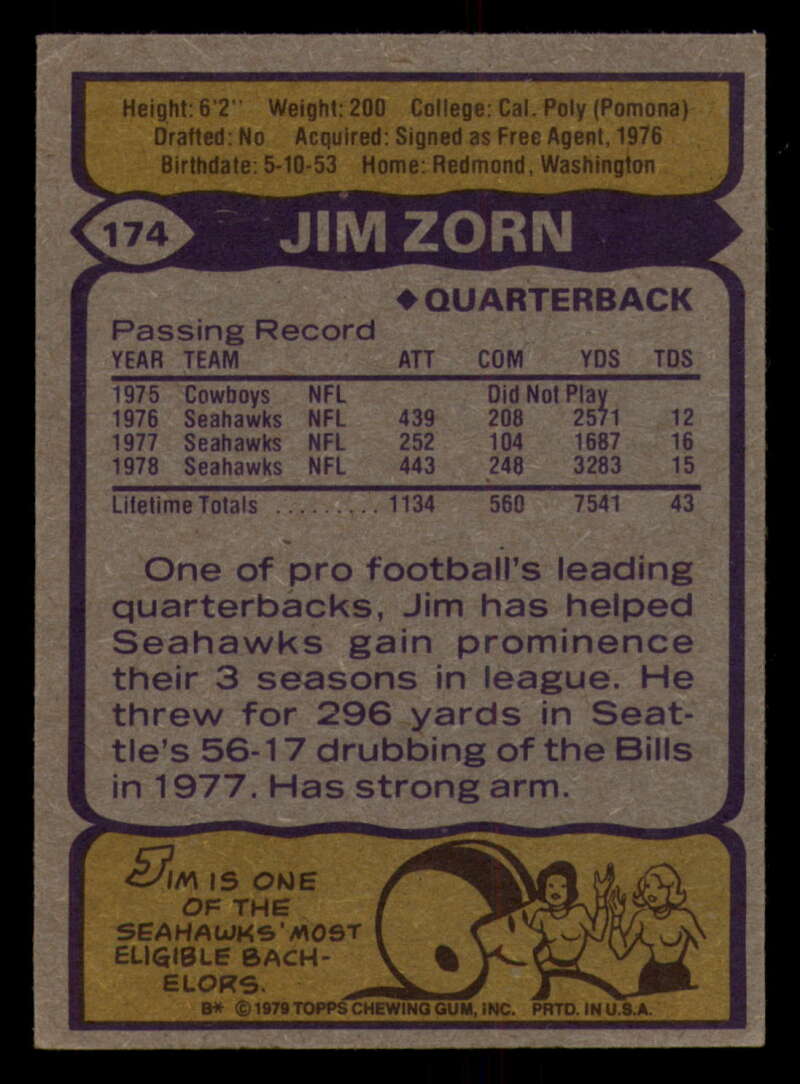 Height: 6'2" Weight: 200 College: Cal. Poly (Pomona)
Drafted: No Acquired: Signed as Free Agent, 1976
Birthdate: 5-10-53 Home: Redmond, Washington
174 JIM ZORN
◆ QUARTERBACK
Passing Record
YEAR TEAM ATT COM YDS TDS
1975 Cowboys NFL Did Not Play
1976 Seahawks NFL 439 208 2571 12
1977 Seahawks NFL 252 104 1687 16
1978 Seahawks NFL 443 248 3283 15
Lifetime Totals ......... 1134 560 7541 43
One of pro football's leading
quarterbacks, Jim has helped
Seahawks gain prominence
their 3 seasons in league. He
threw for 296 yards in Seat-
tle's 56-17 drubbing of the Bills
in 1977. Has strong arm.
JIM IS ONE
OF THE
SEAHAWKS' MOST
ELIGIBLE BACH-
ELORS.
B* © 1979 TOPPS CHEWING GUM, INC. PRTD. IN U.S.A.